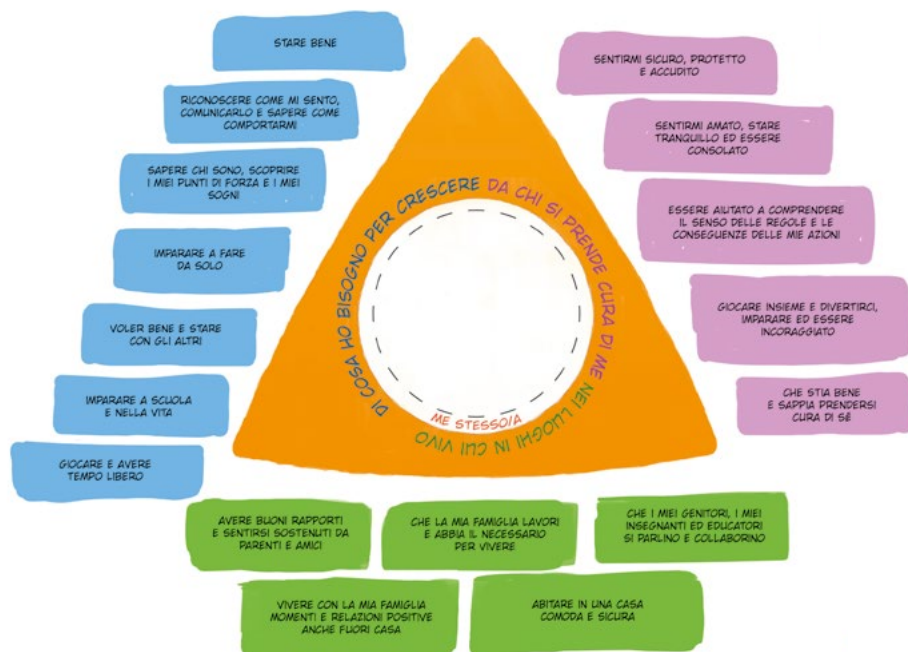 STARE BENE
RICONOSCERE COME MI SENTO,
COMUNICARLO E SAPERE COME
COMPORTARMI
SAPERE CHI SONO, SCOPRIRE
I MIEI PUNTI DI FORZA E I MIEI
SOGNI
IMPARARE A FARE
DA SOLO
VOLER BENE E STARE
CON GLI ALTRI
IMPARARE A SCUOLA
E NELLA VITA
GIOCARE E AVERE
TEMPO LIBERO
DI COSA HO BISOGNO PER CRESCERE
DA CHI SI PRENDE CURA DI ME
NEI LUOGHI IN CUI VIVO
ME STESSO/A
SENTIRMI SICURO, PROTETTO
E ACCUDITO
SENTIRMI AMATO, STARE
TRANQUILLO ED ESSERE
CONSOLATO
ESSERE AIUTATO A COMPRENDERE
IL SENSO DELLE REGOLE E LE
CONSEGUENZE DELLE MIE AZIONI
GIOCARE INSIEME E DIVERTIRCI,
IMPARARE ED ESSERE
INCORAGGIATO
CHE STIA BENE
E SAPPIA PRENDERSI
CURA DI SÉ
AVERE BUONI RAPPORTI
E SENTIRSI SOSTENUTI DA
PARENTI E AMICI
CHE LA MIA FAMIGLIA LAVORI
E ABBIA IL NECESSARIO
PER VIVERE
CHE I MIEI GENITORI, I MIEI
INSEGNANTI ED EDUCATORI
SI PARLINO E COLLABORINO
VIVERE CON LA MIA FAMIGLIA
MOMENTI E RELAZIONI POSITIVE
ANCHE FUORI CASA
ABITARE IN UNA CASA
COMODA E SICURA